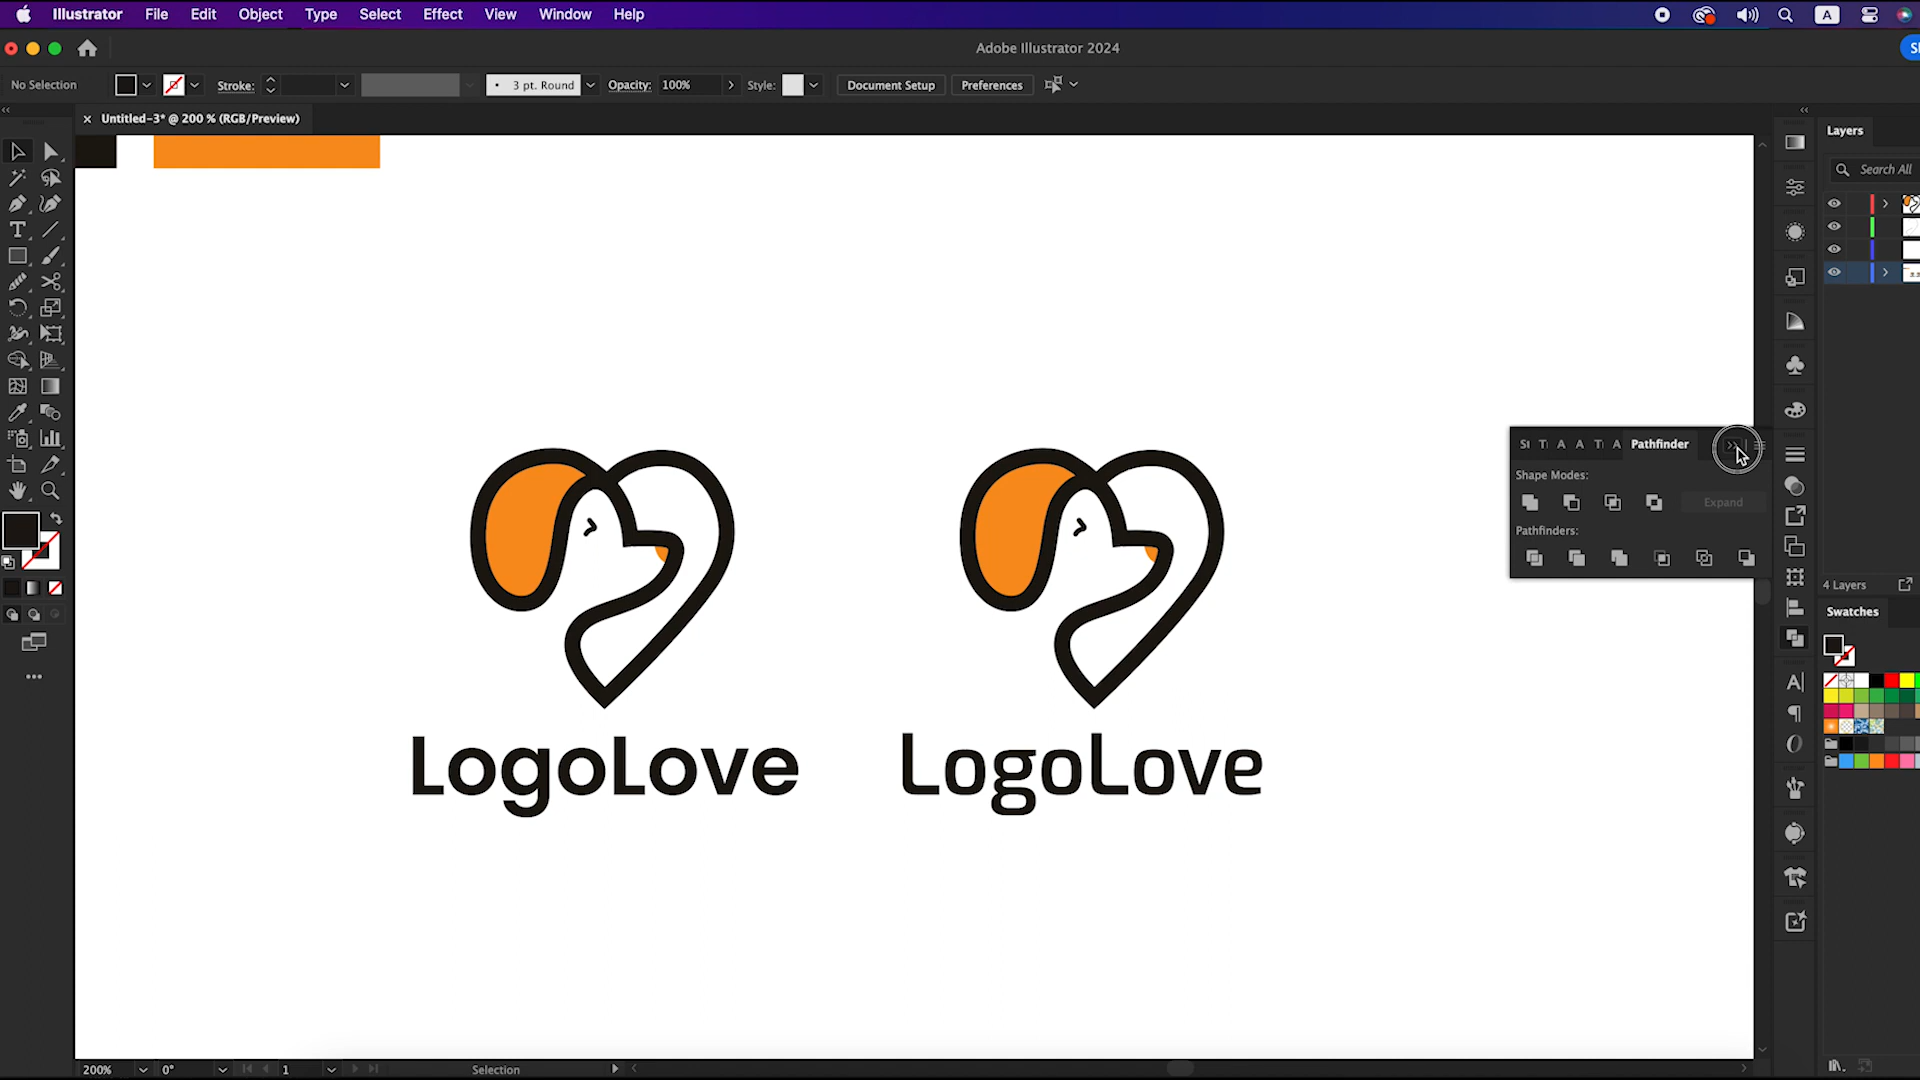 Illustrator File Edit Object Type Select Effect View Window Help A
Adobe Illustrator 2024
No Selection Stroke: 3 pt. Round Opacity: 100% Style: Document Setup Preferences
Untitled-3* @ 200 % (RGB/Preview)
Layers
Search All
Pathfinder
Shape Modes:
Expand
Pathfinders:
4 Layers
Swatches
LogoLove
LogoLove
200% 0° 1 Selection